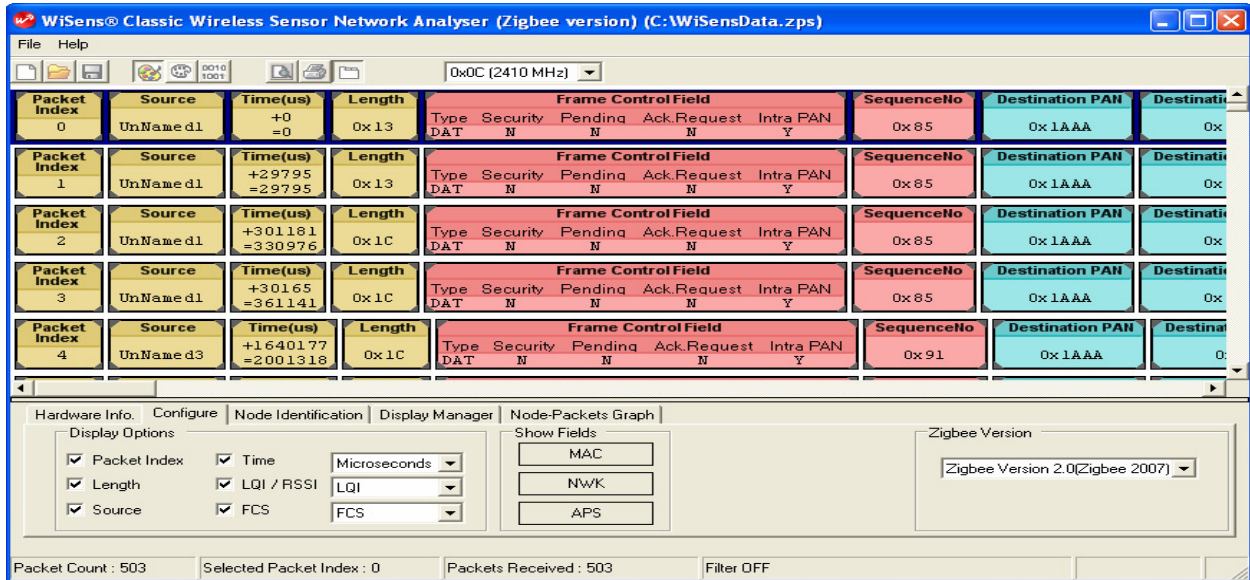 WiSens® Classic Wireless Sensor Network Analyser (Zigbee version) (C:\WiSensData.zps)
File Help
0010 1001
0x0C (2410 MHz)
Packet Index Source Time(us) Length Frame Control Field SequenceNo Destination PAN
Type Security Pending Ack.Request Intra PAN
0 UnNamed1 +0 =0 0x13 DAT N N N Y 0x85 0x1AAA 0x
Packet Index Source Time(us) Length Frame Control Field SequenceNo Destination PAN
Type Security Pending Ack.Request Intra PAN
1 UnNamed1 +29795 =29795 0x13 DAT N N N Y 0x85 0x1AAA 0x
Packet Index Source Time(us) Length Frame Control Field SequenceNo Destination PAN
Type Security Pending Ack.Request Intra PAN
2 UnNamed1 +301181 =330976 0x1C DAT N N N Y 0x85 0x1AAA 0x
Packet Index Source Time(us) Length Frame Control Field SequenceNo Destination PAN
Type Security Pending Ack.Request Intra PAN
3 UnNamed1 +30165 =361141 0x1C DAT N N N Y 0x85 0x1AAA 0x
Packet Index Source Time(us) Length Frame Control Field SequenceNo Destination PAN
Type Security Pending Ack.Request Intra PAN
4 UnNamed3 +1640177 =2001318 0x1C DAT N N N Y 0x91 0x1AAA
Hardware Info. Configure Node Identification Display Manager Node-Packets Graph
Display Options Show Fields Zigbee Version
Packet Index Time Microseconds MAC
Zigbee Version 2.0(Zigbee 2007)
Length LQI / RSSI LQI NWK
Source FCS FCS APS
Packet Count : 503 Selected Packet Index : 0 Packets Received : 503 Filter OFF